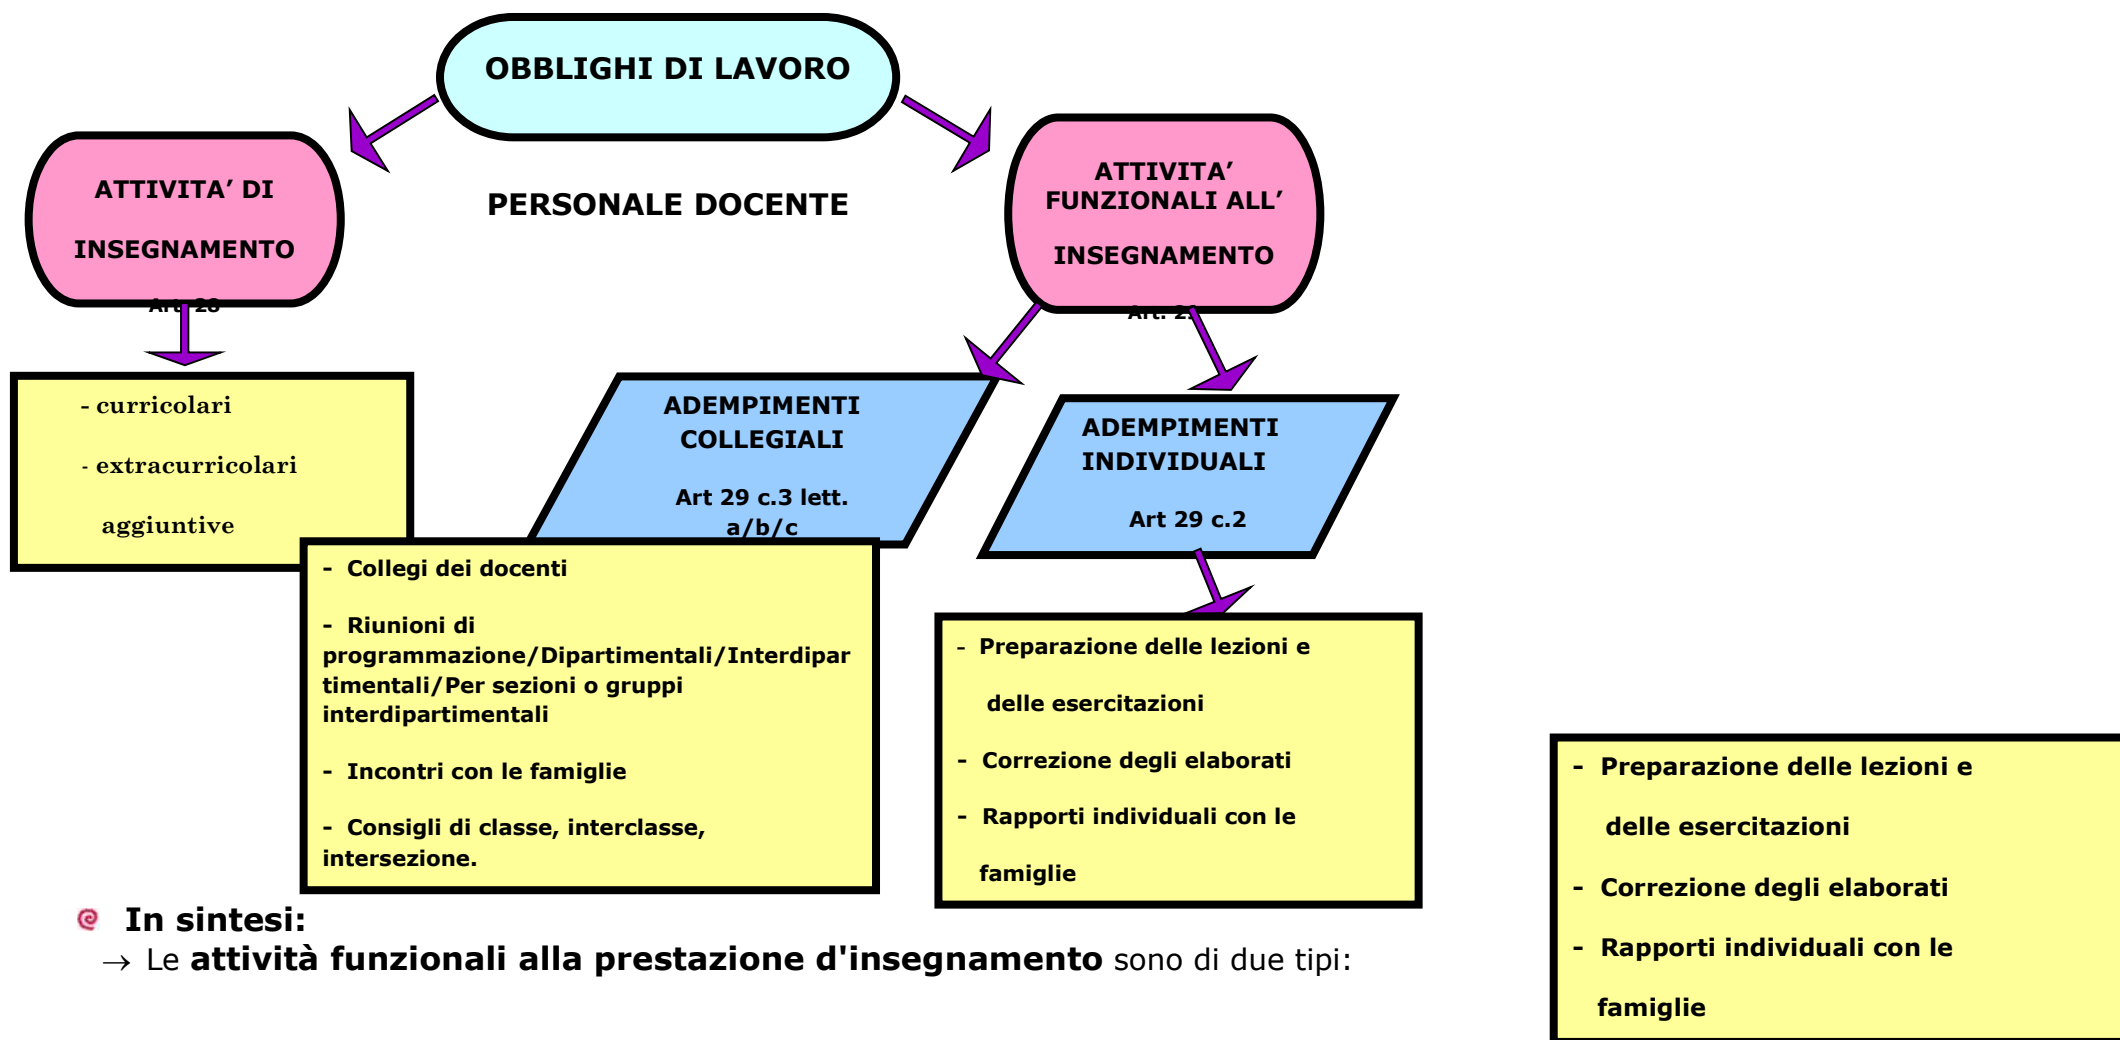 OBBLIGHI DI LAVORO
PERSONALE DOCENTE
ATTIVITA’ DI
INSEGNAMENTO
Art. 28
ATTIVITA’
FUNZIONALI ALL’
INSEGNAMENTO
Art.
- curricolari
- extracurricolari
aggiuntive
ADEMPIMENTI
COLLEGIALI
Art 29 c.3 lett.
a/b/c
ADEMPIMENTI
INDIVIDUALI
Art 29 c.2
- Collegi dei docenti
- Riunioni di
programmazione/Dipartimentali/Interdipar
timentali/Per sezioni o gruppi
interdipartimentali
- Incontri con le famiglie
- Consigli di classe, interclasse,
intersezione.
- Preparazione delle lezioni e
delle esercitazioni
- Correzione degli elaborati
- Rapporti individuali con le
famiglie
- Preparazione delle lezioni e
delle esercitazioni
- Correzione degli elaborati
- Rapporti individuali con le
famiglie
In sintesi:
→ Le attività funzionali alla prestazione d'insegnamento sono di due tipi: